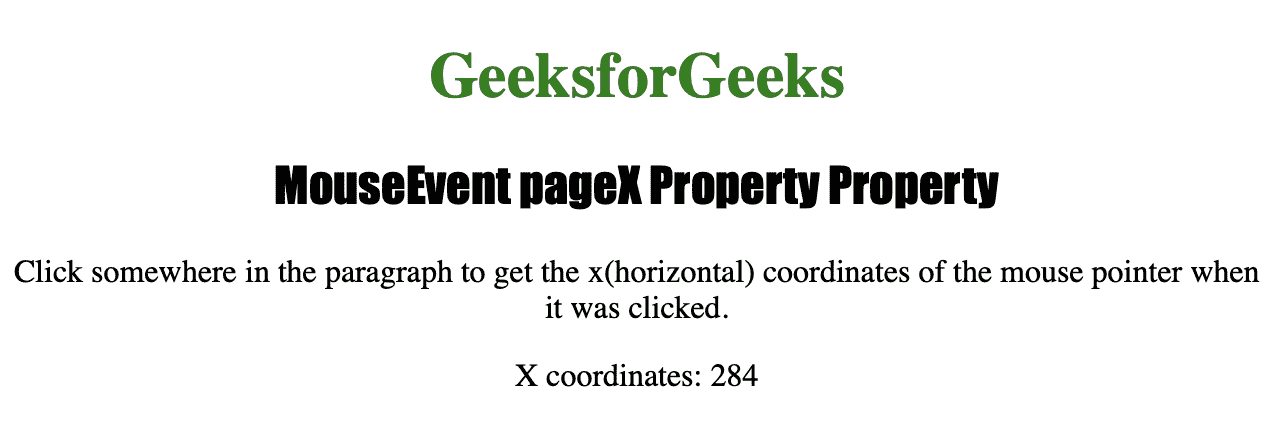 GeeksforGeeks
MouseEvent pageX Property Property
Click somewhere in the paragraph to get the x(horizontal) coordinates of the mouse pointer when
it was clicked.
X coordinates: 284